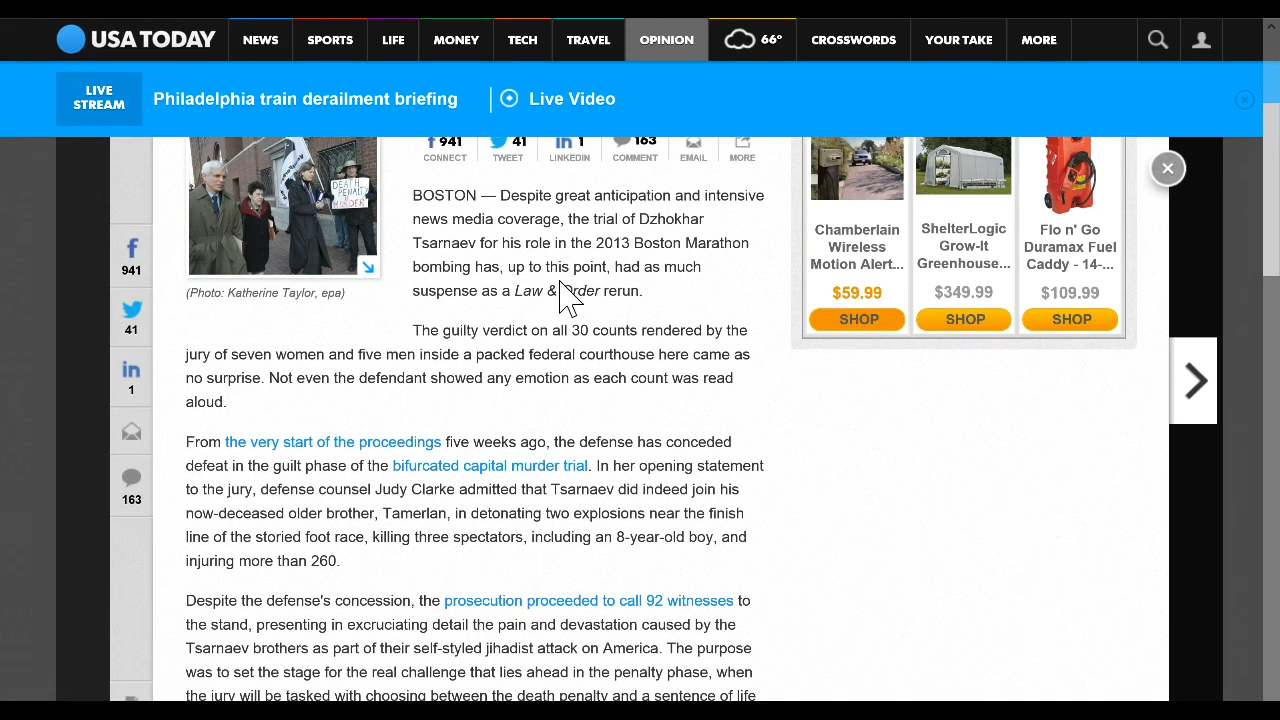 USA TODAY
NEWS
SPORTS
LIFE
MONEY
TECH
TRAVEL
OPINION
66°
CROSSWORDS
YOUR TAKE
MORE
LIVE
STREAM
Philadelphia train derailment briefing
Live Video
941
CONNECT
41
TWEET
1
LINKEDIN
163
COMMENT
EMAIL
MORE
DEATH
PENALTY
IS
MURDER
(Photo: Katherine Taylor, epa)
f
941
41
in
1
163
BOSTON — Despite great anticipation and intensive
news media coverage, the trial of Dzhokhar
Tsarnaev for his role in the 2013 Boston Marathon
bombing has, up to this point, had as much
suspense as a Law & Order rerun.
The guilty verdict on all 30 counts rendered by the
jury of seven women and five men inside a packed federal courthouse here came as
no surprise. Not even the defendant showed any emotion as each count was read
aloud.
From the very start of the proceedings five weeks ago, the defense has conceded
defeat in the guilt phase of the bifurcated capital murder trial. In her opening statement
to the jury, defense counsel Judy Clarke admitted that Tsarnaev did indeed join his
now-deceased older brother, Tamerlan, in detonating two explosions near the finish
line of the storied foot race, killing three spectators, including an 8-year-old boy, and
injuring more than 260.
Despite the defense's concession, the prosecution proceeded to call 92 witnesses to
the stand, presenting in excruciating detail the pain and devastation caused by the
Tsarnaev brothers as part of their self-styled jihadist attack on America. The purpose
was to set the stage for the real challenge that lies ahead in the penalty phase, when
the jury will be tasked with choosing between the death penalty and a sentence of life
Chamberlain
Wireless
Motion Alert...
$59.99
SHOP
ShelterLogic
Grow-It
Greenhouse...
$349.99
SHOP
Flo n' Go
Duramax Fuel
Caddy - 14-...
$109.99
SHOP